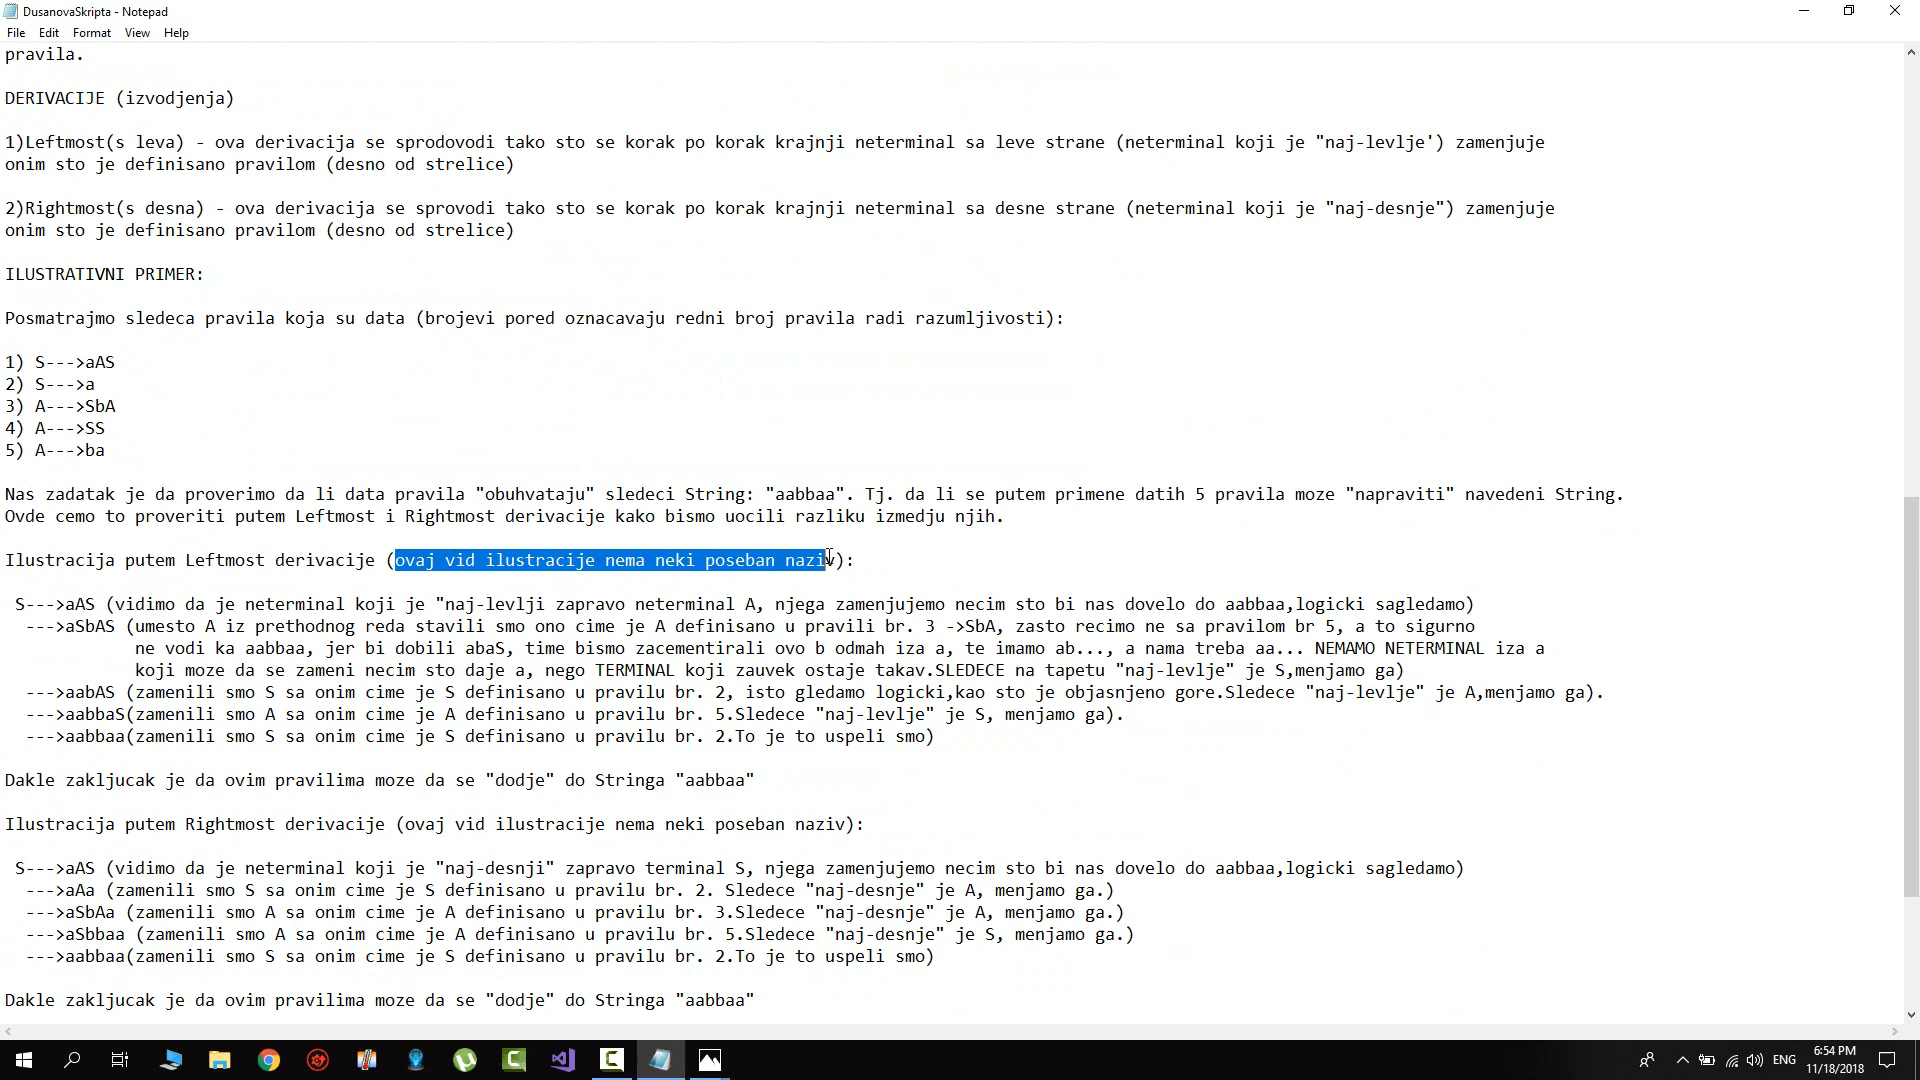 DusanovaSkripta - Notepad
File Edit Format View Help
pravila.
DERIVACIJE (izvodjenja)
1)Leftmost(s leva) - ova derivacija se sprodovodi tako sto se korak po korak krajnji neterminal sa leve strane (neterminal koji je "naj-levlje') zamenjuje
onim sto je definisano pravilom (desno od strelice)
2)Rightmost(s desna) - ova derivacija se sprovodi tako sto se korak po korak krajnji neterminal sa desne strane (neterminal koji je "naj-desnje") zamenjuje
onim sto je definisano pravilom (desno od strelice)
ILUSTRATIVNI PRIMER:
Posmatrajmo sledeca pravila koja su data (brojevi pored oznacavaju redni broj pravila radi razumljivosti):
1) S--->aAS
2) S--->a
3) A--->SbA
4) A--->SS
5) A--->ba
Nas zadatak je da proverimo da li data pravila "obuhvataju" sledeci String: "aabbaa". Tj. da li se putem primene datih 5 pravila moze "napraviti" navedeni String.
Ovde cemo to proveriti putem Leftmost i Rightmost derivacije kako bismo uocili razliku izmedju njih.
Ilustracija putem Leftmost derivacije (ovaj vid ilustracije nema neki poseban naziv):
S--->aAS (vidimo da je neterminal koji je "naj-levlji zapravo neterminal A, njega zamenjujemo necim sto bi nas dovelo do aabbaa,logicki sagledamo)
--->aSbAS (umesto A iz prethodnog reda stavili smo ono cime je A definisano u pravili br. 3 ->SbA, zasto recimo ne sa pravilom br 5, a to sigurno
ne vodi ka aabbaa, jer bi dobili abaS, time bismo zacementirali ovo b odmah iza a, te imamo ab..., a nama treba aa... NEMAMO NETERMINAL iza a
koji moze da se zameni necim sto daje a, nego TERMINAL koji zauvek ostaje takav.SLEDECE na tapetu "naj-levlje" je S,menjamo ga)
--->aabAS (zamenili smo S sa onim cime je S definisano u pravilu br. 2, isto gledamo logicki,kao sto je objasnjeno gore.Sledece "naj-levlje" je A,menjamo ga).
--->aabbaS(zamenili smo A sa onim cime je A definisano u pravilu br. 5.Sledece "naj-levlje" je S, menjamo ga).
--->aabbaa(zamenili smo S sa onim cime je S definisano u pravilu br. 2.To je to uspeli smo)
Dakle zakljucak je da ovim pravilima moze da se "dodje" do Stringa "aabbaa"
Ilustracija putem Rightmost derivacije (ovaj vid ilustracije nema neki poseban naziv):
S--->aAS (vidimo da je neterminal koji je "naj-desnji" zapravo terminal S, njega zamenjujemo necim sto bi nas dovelo do aabbaa,logicki sagledamo)
--->aAa (zamenili smo S sa onim cime je S definisano u pravilu br. 2. Sledece "naj-desnje" je A, menjamo ga.)
--->aSbAa (zamenili smo A sa onim cime je A definisano u pravilu br. 3.Sledece "naj-desnje" je A, menjamo ga.)
--->aSbbaa (zamenili smo A sa onim cime je A definisano u pravilu br. 5.Sledece "naj-desnje" je S, menjamo ga.)
--->aabbaa(zamenili smo S sa onim cime je S definisano u pravilu br. 2.To je to uspeli smo)
Dakle zakljucak je da ovim pravilima moze da se "dodje" do Stringa "aabbaa"
ENG
6:54 PM
11/18/2018